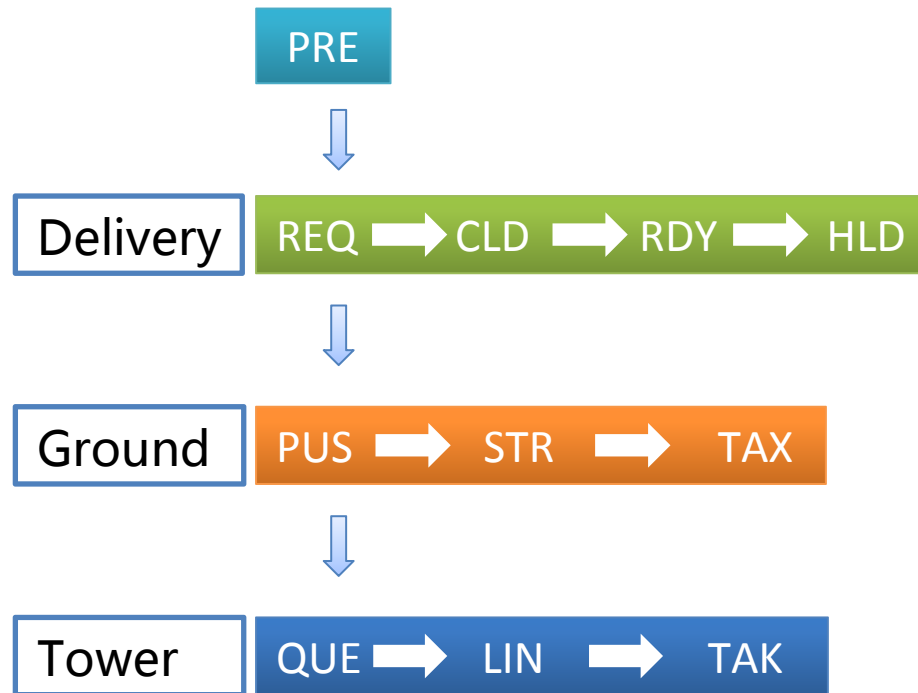 PRE
Delivery REQ CLD RDY HLD
Ground PUS STR TAX
Tower QUE LIN TAK